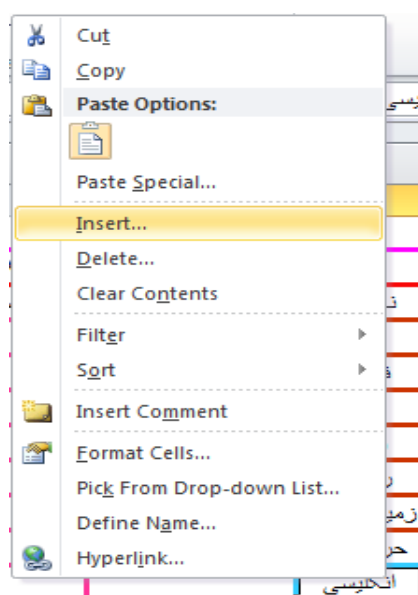 Cut
Copy
Paste Options:
Paste Special...
Insert...
Delete...
Clear Contents
Filter
Sort
Insert Comment
Format Cells...
Pick From Drop-down List...
Define Name...
Hyperlink...
انگلیسی